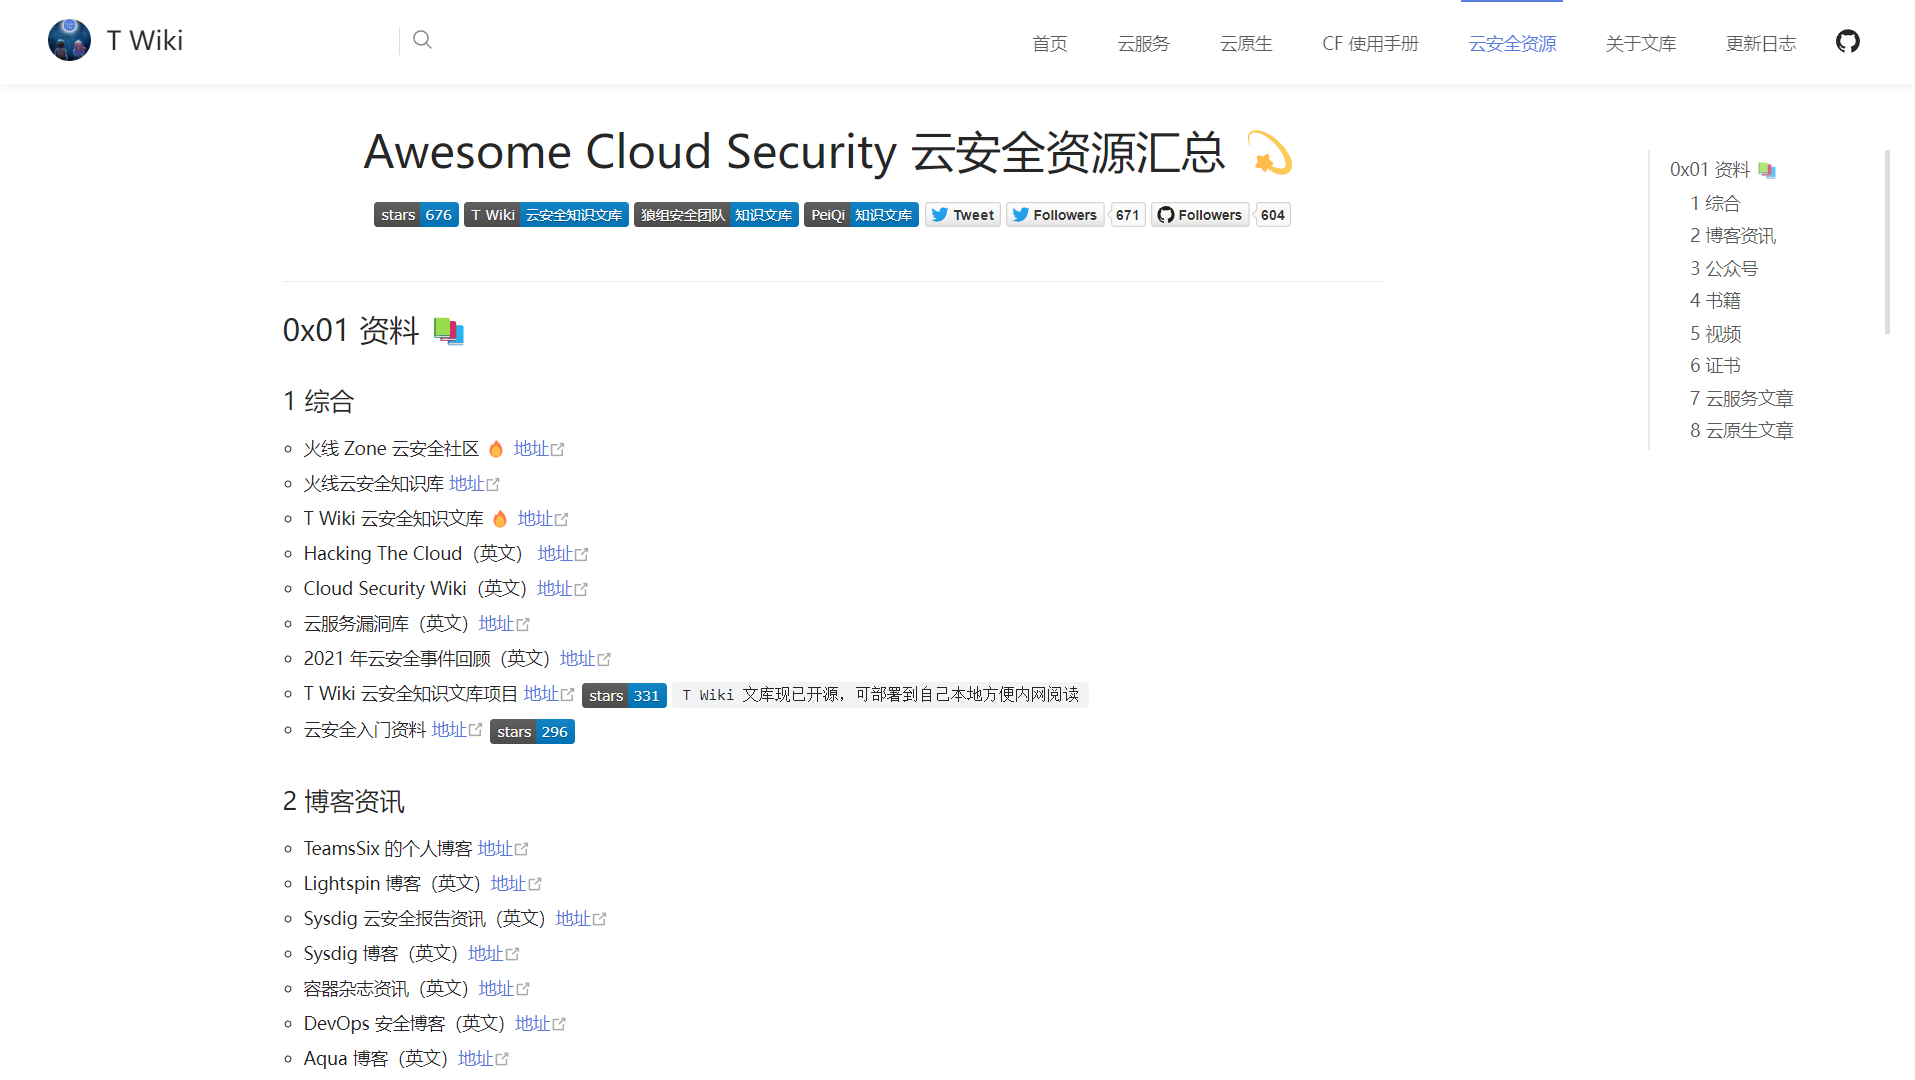 T Wiki
首页 云服务 云原生 CF 使用手册 云安全资源 关于文库 更新日志
Awesome Cloud Security 云安全资源汇总
stars 676 T Wiki 云安全知识文库 狼组安全团队 知识文库 PeiQi 知识文库 Tweet Followers 671 Followers 604
0x01 资料
1 综合
火线 Zone 云安全社区 地址
火线云安全知识库 地址
T Wiki 云安全知识文库 地址
Hacking The Cloud（英文） 地址
Cloud Security Wiki（英文）地址
云服务漏洞库（英文）地址
2021 年云安全事件回顾（英文）地址
T Wiki 云安全知识文库项目 地址 stars 331 T Wiki 文库现已开源，可部署到自己本地方便内网阅读
云安全入门资料 地址 stars 296
2 博客资讯
TeamsSix 的个人博客 地址
Lightspin 博客（英文）地址
Sysdig 云安全报告资讯（英文）地址
Sysdig 博客（英文）地址
容器杂志资讯（英文）地址
DevOps 安全博客（英文）地址
Aqua 博客（英文）地址
0x01 资料
1 综合
2 博客资讯
3 公众号
4 书籍
5 视频
6 证书
7 云服务文章
8 云原生文章